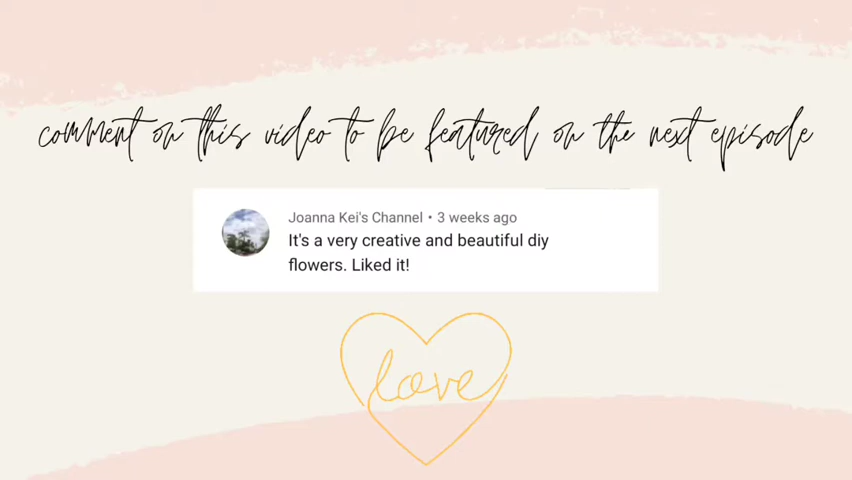 comment on this video to be featured on the next episode
Joanna Kei's Channel • 3 weeks ago
It's a very creative and beautiful diy
flowers. Liked it!
love